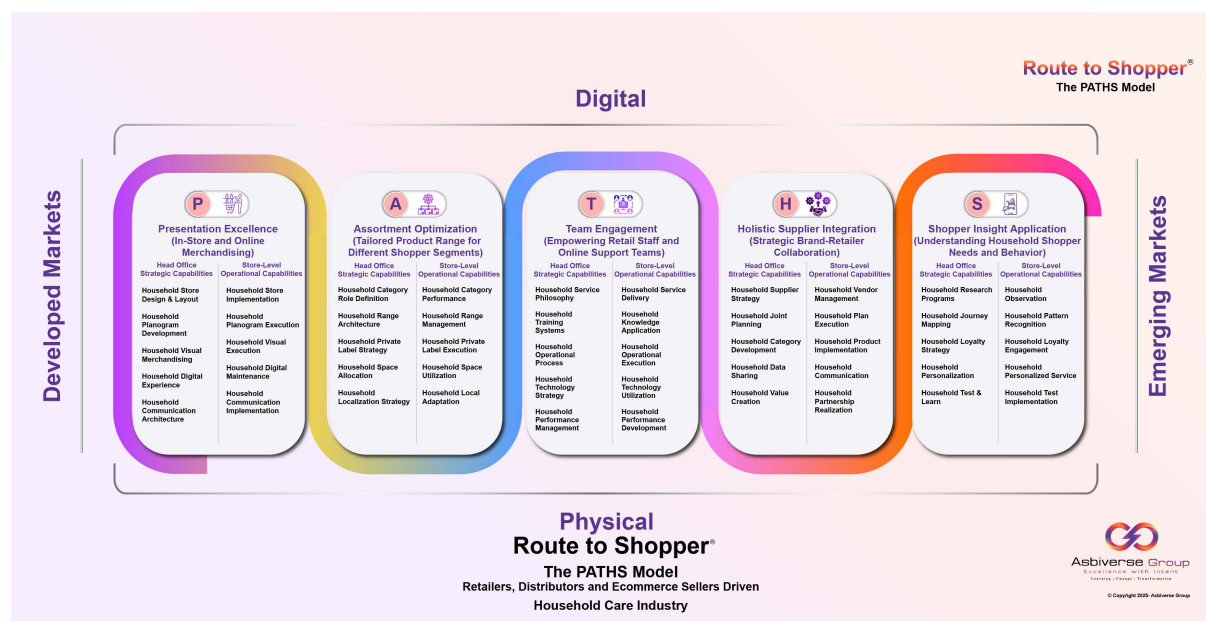 Route to Shopper®
The PATHS Model
Digital
Developed Markets
Emerging Markets
P
Presentation Excellence
(In-Store and Online
Merchandising)
Head Office
Strategic Capabilities
Household Store
Design & Layout
Household
Planogram
Development
Household Visual
Merchandising
Household Digital
Experience
Household
Communication
Architecture
Store-Level
Operational Capabilities
Household Store
Implementation
Household
Planogram Execution
Household Visual
Execution
Household Digital
Maintenance
Household
Communication
Implementation
A
Assortment Optimization
(Tailored Product Range for
Different Shopper Segments)
Head Office
Strategic Capabilities
Household Category
Role Definition
Household Range
Architecture
Household Private
Label Strategy
Household Space
Allocation
Household
Localization Strategy
Store-Level
Operational Capabilities
Household Category
Performance
Household Range
Management
Household Private
Label Execution
Household Space
Utilization
Household Local
Adaptation
T
Team Engagement
(Empowering Retail Staff and
Online Support Teams)
Head Office
Strategic Capabilities
Household Service
Philosophy
Household
Training
Systems
Household
Operational
Process
Household
Technology
Strategy
Household
Performance
Management
Store-Level
Operational Capabilities
Household Service
Delivery
Household
Knowledge
Application
Household
Operational
Execution
Household
Technology
Utilization
Household
Performance
Development
H
Holistic Supplier Integration
(Strategic Brand-Retailer
Collaboration)
Head Office
Strategic Capabilities
Household Supplier
Strategy
Household Joint
Planning
Household Category
Development
Household Data
Sharing
Household Value
Creation
Store-Level
Operational Capabilities
Household Vendor
Management
Household Plan
Execution
Household Product
Implementation
Household
Communication
Household
Partnership
Realization
S
Shopper Insight Application
(Understanding Household Shopper
Needs and Behavior)
Head Office
Strategic Capabilities
Household Research
Programs
Household Journey
Mapping
Household Loyalty
Strategy
Household
Personalization
Household Test &
Learn
Store-Level
Operational Capabilities
Household
Observation
Household Pattern
Recognition
Household Loyalty
Engagement
Household
Personalized Service
Household Test
Implementation
Physical
Route to Shopper®
The PATHS Model
Retailers, Distributors and Ecommerce Sellers Driven
Household Care Industry
Asbiverse Group
Excellence with Intent
Learning | Change | Transformation
© Copyright 2025- Asbiverse Group